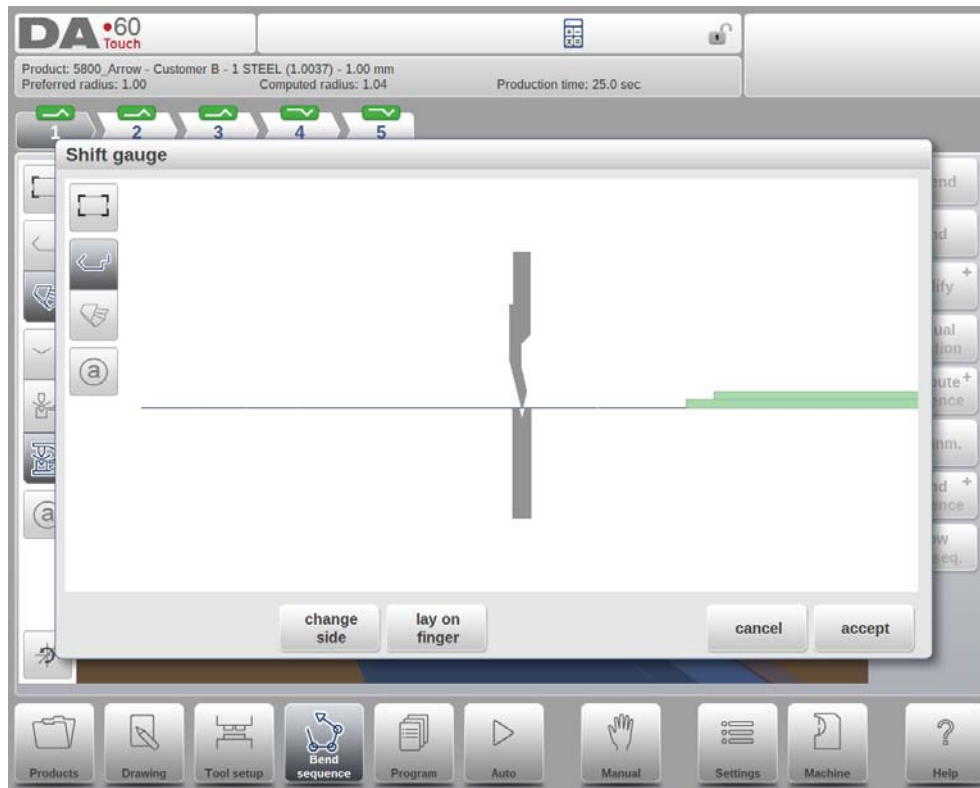 DA•60
Touch
Product: 5800_Arrow - Customer B - 1 STEEL (1.0037) - 1.00 mm
Preferred radius: 1.00 Computed radius: 1.04 Production time: 25.0 sec
1 2 3 4 5
Shift gauge
a
a
change
side
lay on
finger
cancel
accept
Products
Drawing
Tool setup
Bend
sequence
Program
Auto
Manual
Settings
Machine
Help